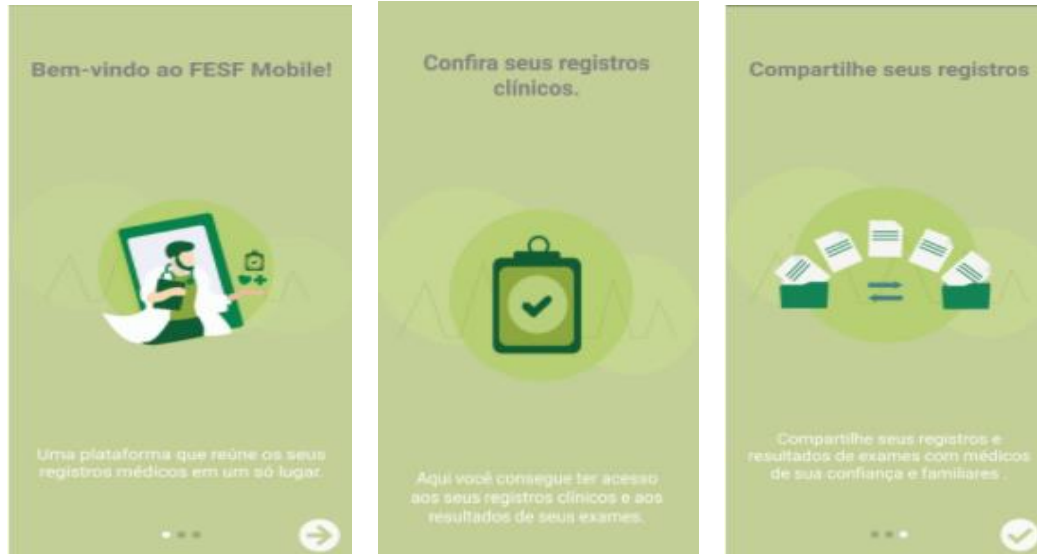 Bem-vindo ao FESF Mobile!
Uma plataforma que reúne os seus
registros médicos em um só lugar.
Confira seus registros
clínicos.
Aqui você consegue ter acesso
aos seus registros clínicos e aos
resultados de seus exames.
Compartilhe seus registros
Compartilhe seus registros e
resultados de exames com médicos
de sua confiança e familiares .